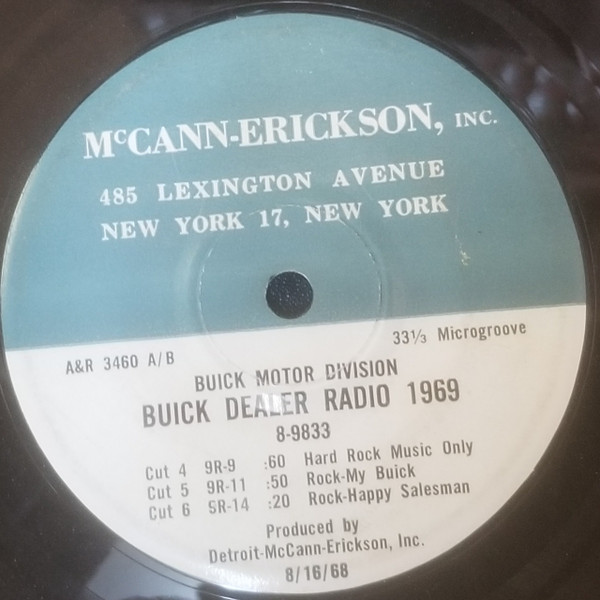 McCANN-ERICKSON, INC.
485 LEXINGTON AVENUE
NEW YORK 17, NEW YORK
33⅓ Microgroove
A&R 3460 A/B
BUICK MOTOR DIVISION
BUICK DEALER RADIO 1969
8-9833
Cut 4 9R-9 :60 Hard Rock Music Only
Cut 5 9R-11 :50 Rock-My Buick
Cut 6 SR-14 :20 Rock-Happy Salesman
Produced by
Detroit-McCann-Erickson, Inc.
8/16/68